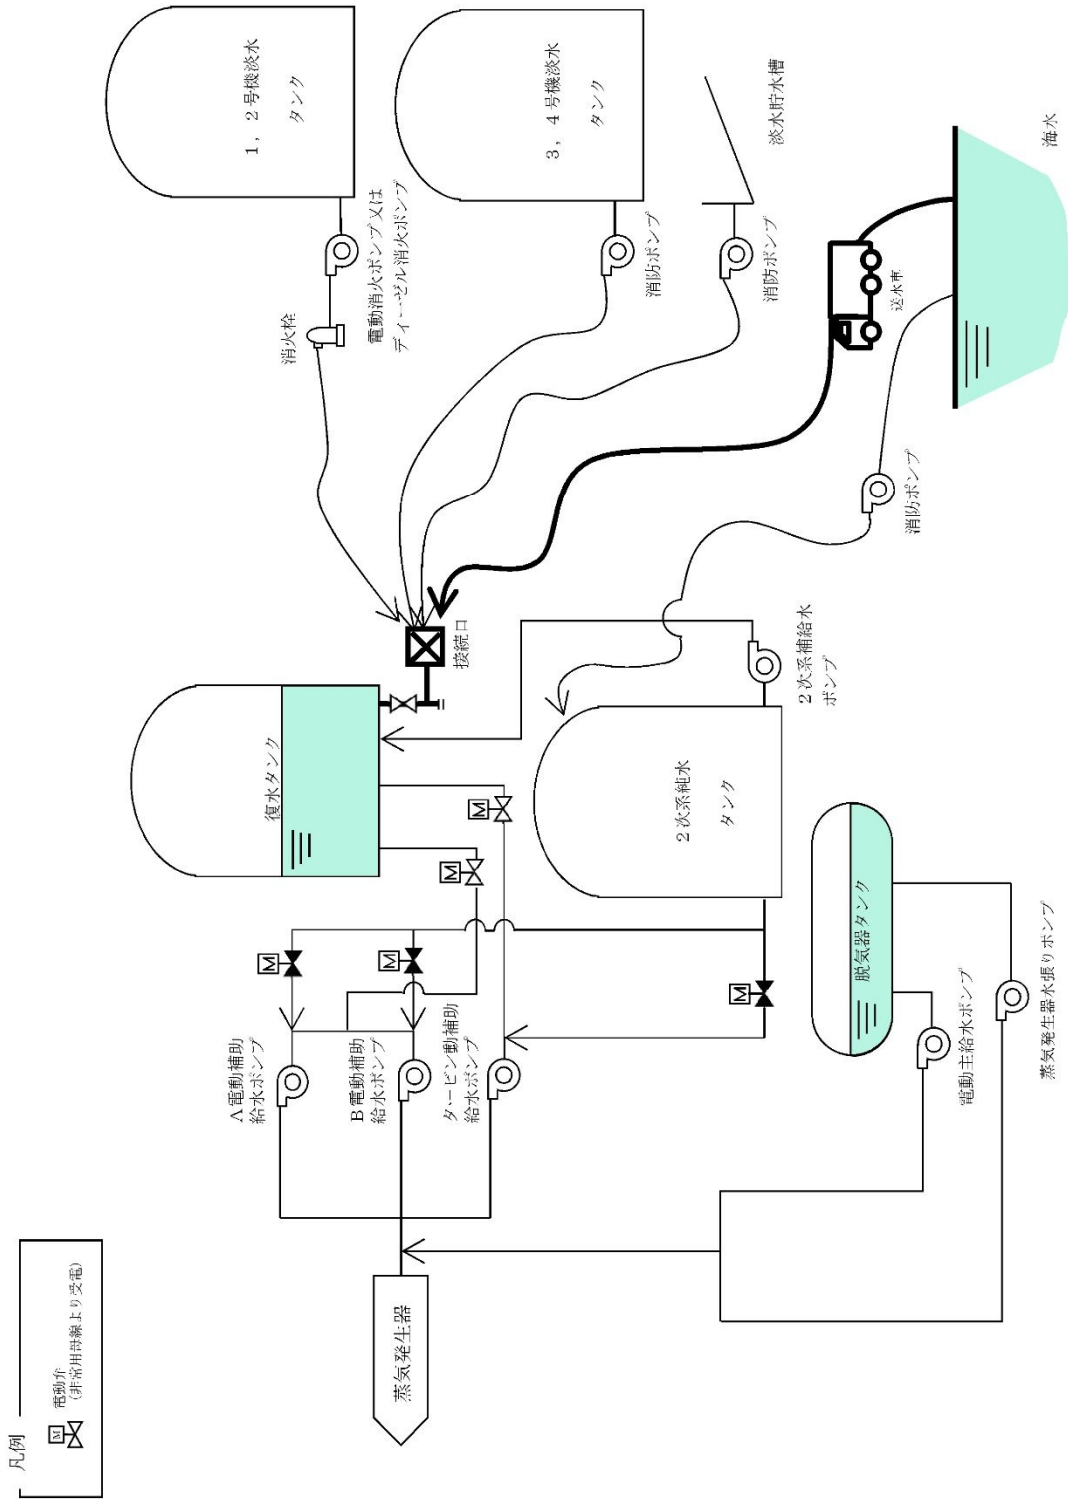 凡例
M
電動弁
(非常用母線より受電)
蒸気発生器
A電動補助
給水ポンプ
B電動補助
給水ポンプ
タービン動補助
給水ポンプ
M
M
M
M
M
復水タンク
接続口
消火栓
電動消火ポンプ又は
ディーゼル消火ポンプ
1,2号機淡水
タンク
3,4号機淡水
タンク
消防ポンプ
淡水貯水槽
消防ポンプ
送水車
海水
消防ポンプ
2次系補給水
ポンプ
2次系純水
タンク
脱気器タンク
電動主給水ポンプ
蒸気発生器水張りポンプ